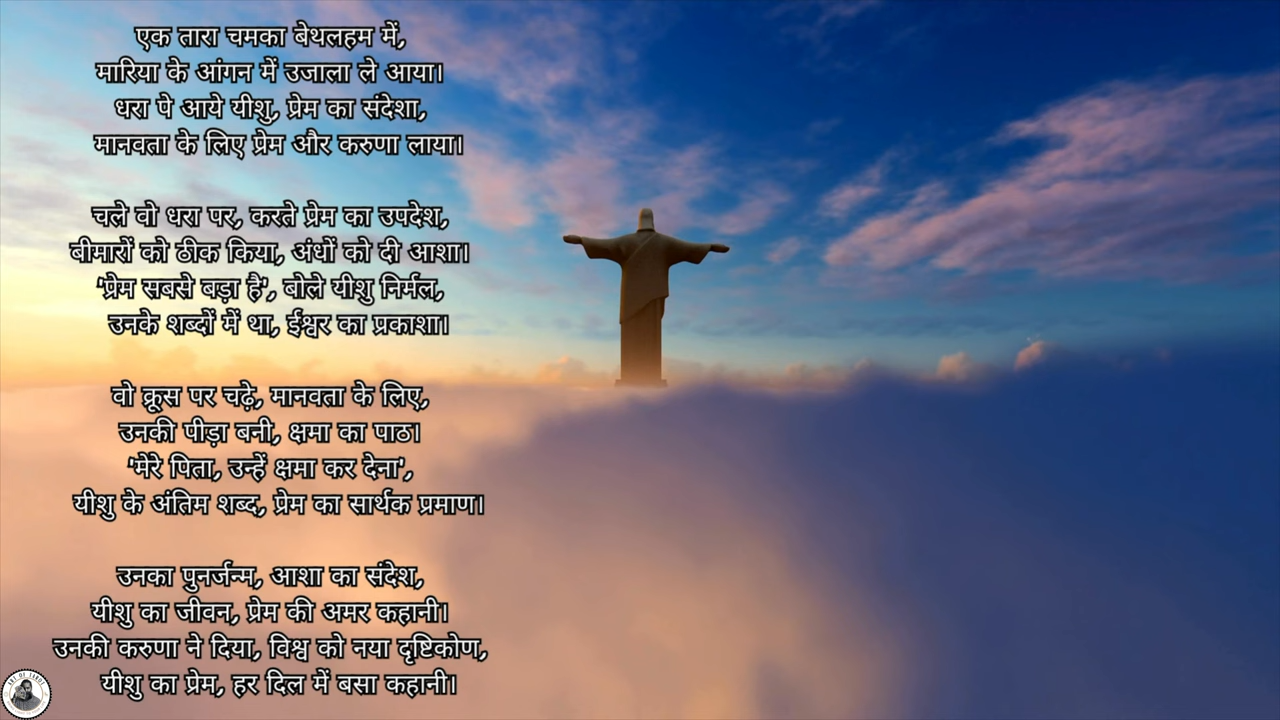 एक तारा चमका बेथलहम में,
मारिया के आंगन में उजाला ले आया।
धरा पे आये यीशु, प्रेम का संदेशा,
मानवता के लिए प्रेम और करुणा लाया।
चले वो धरा पर, करते प्रेम का उपदेश,
बीमारों को ठीक किया, अंधों को दी आशा।
'प्रेम सबसे बड़ा है', बोले यीशु निर्मल,
उनके शब्दों में था, ईश्वर का प्रकाशा।
वो क्रूस पर चढ़े, मानवता के लिए,
उनकी पीड़ा बनी, क्षमा का पाठ।
'मेरे पिता, उन्हें क्षमा कर देना',
यीशु के अंतिम शब्द, प्रेम का सार्थक प्रमाण।
उनका पुनर्जन्म, आशा का संदेश,
यीशु का जीवन, प्रेम की अमर कहानी।
उनकी करुणा ने दिया, विश्व को नया दृष्टिकोण,
यीशु का प्रेम, हर दिल में बसा कहानी।